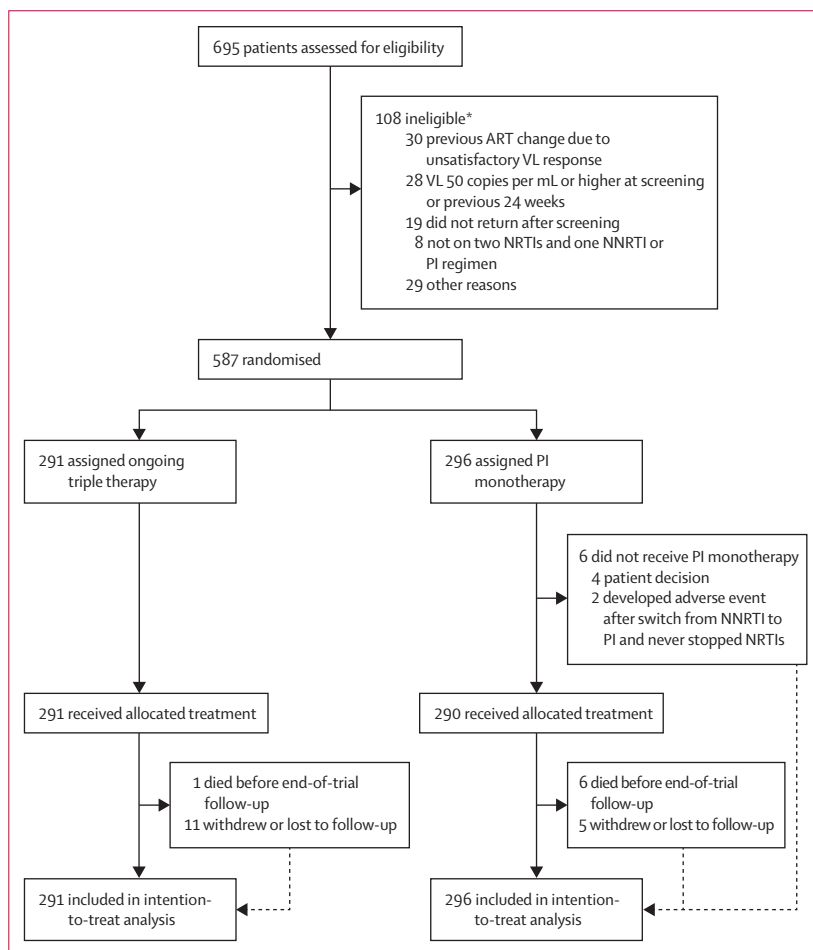 695 patients assessed for eligibility
108 ineligible*
30 previous ART change due to
unsatisfactory VL response
28 VL 50 copies per mL or higher at screening
or previous 24 weeks
19 did not return after screening
8 not on two NRTIs and one NNRTI or
PI regimen
29 other reasons
587 randomised
291 assigned ongoing
triple therapy
296 assigned PI
monotherapy
6 did not receive PI monotherapy
4 patient decision
2 developed adverse event
after switch from NNRTI to
PI and never stopped NRTIs
291 received allocated treatment
290 received allocated treatment
1 died before end-of-trial
follow-up
11 withdrew or lost to follow-up
6 died before end-of-trial
follow-up
5 withdrew or lost to follow-up
291 included in intention-
to-treat analysis
296 included in intention-
to-treat analysis